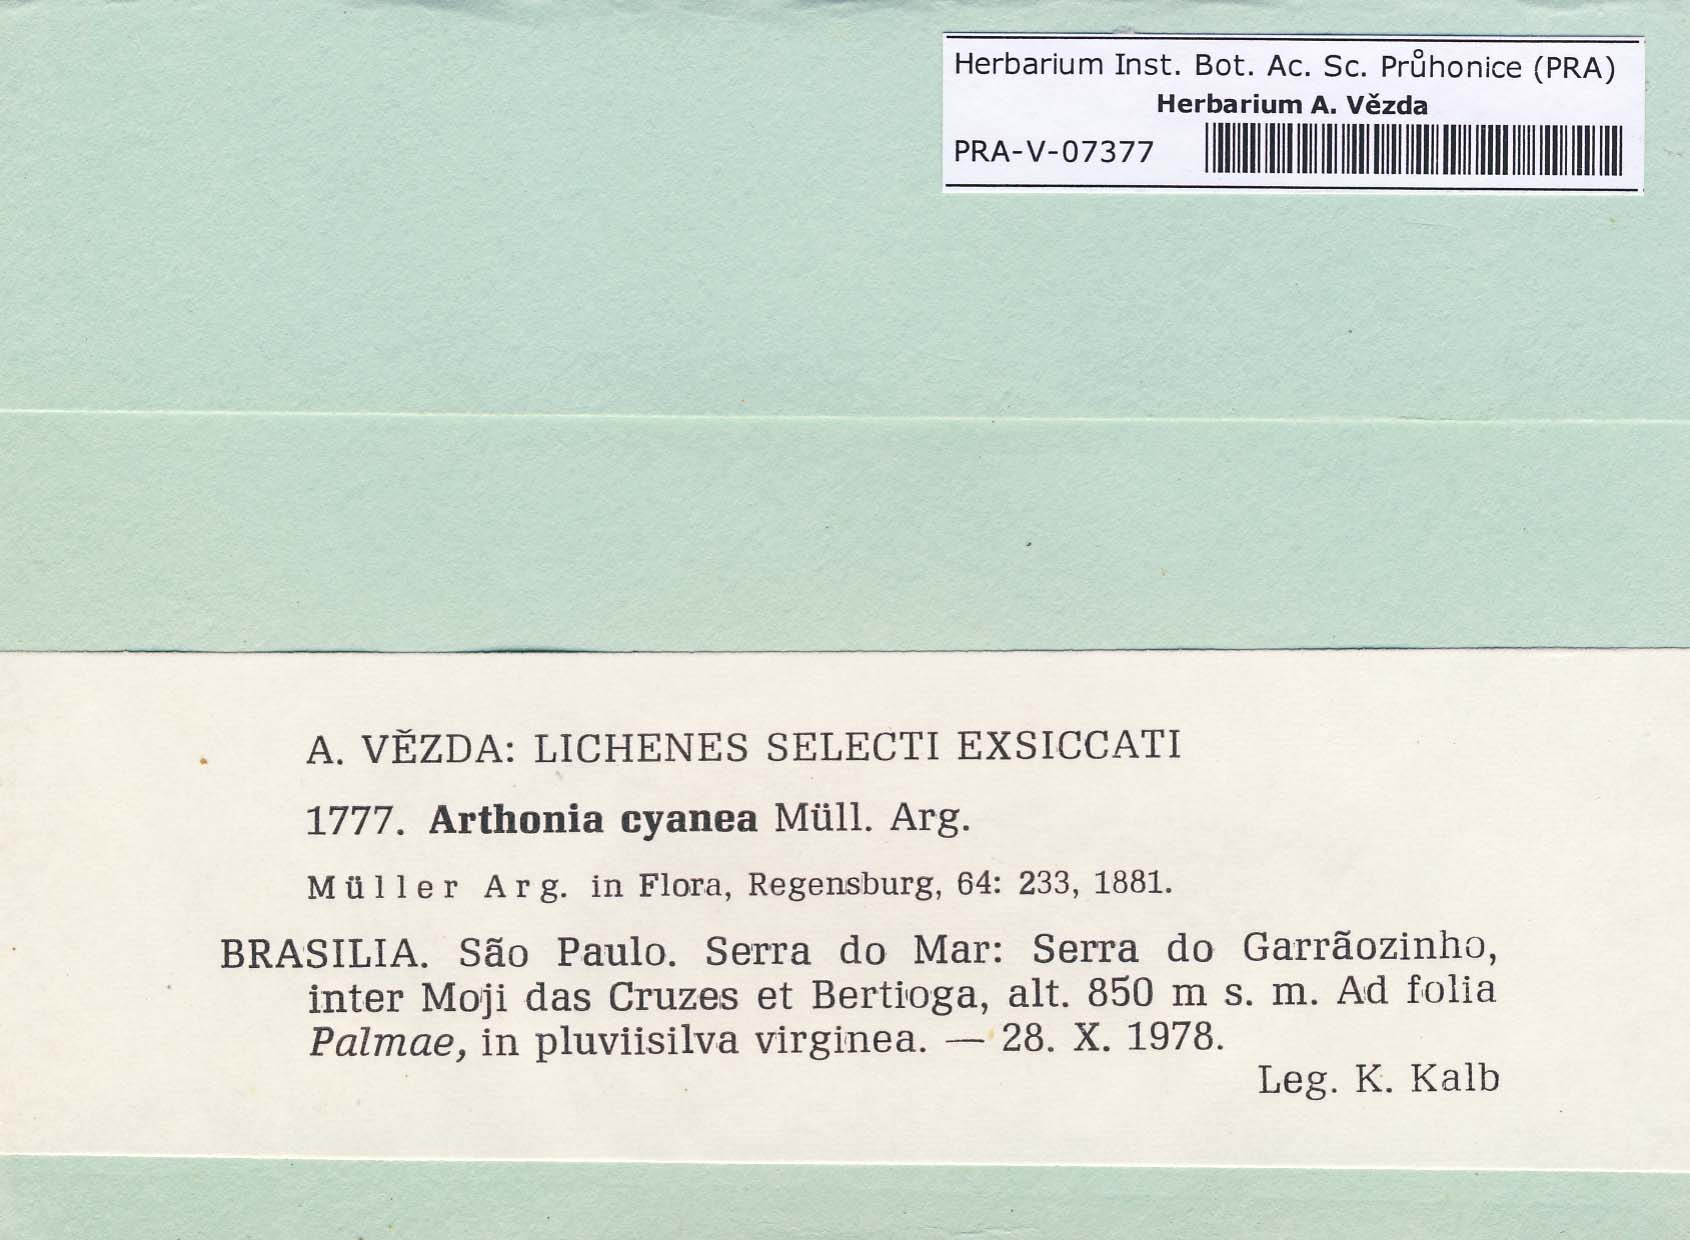 Herbarium Inst. Bot. Ac. Sc. Průhonice (PRA)
Herbarium A. Vězda
PRA-V-07377
A. VĚZDA: LICHENES SELECTI EXSICCATI
1777. Arthonia cyanea Müll. Arg.
Müller Arg. in Flora, Regensburg, 64: 233, 1881.
BRASILIA. São Paulo. Serra do Mar: Serra do Garrãozinho,
inter Moji das Cruzes et Bertioga, alt. 850 m s. m. Ad folia
Palmae, in pluviisilva virginea. — 28. X. 1978.
Leg. K. Kalb